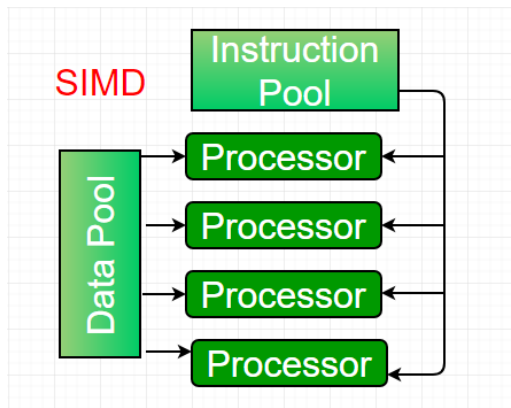 Instruction
Pool
SIMD
Processor
Processor
Processor
Processor
Data Pool